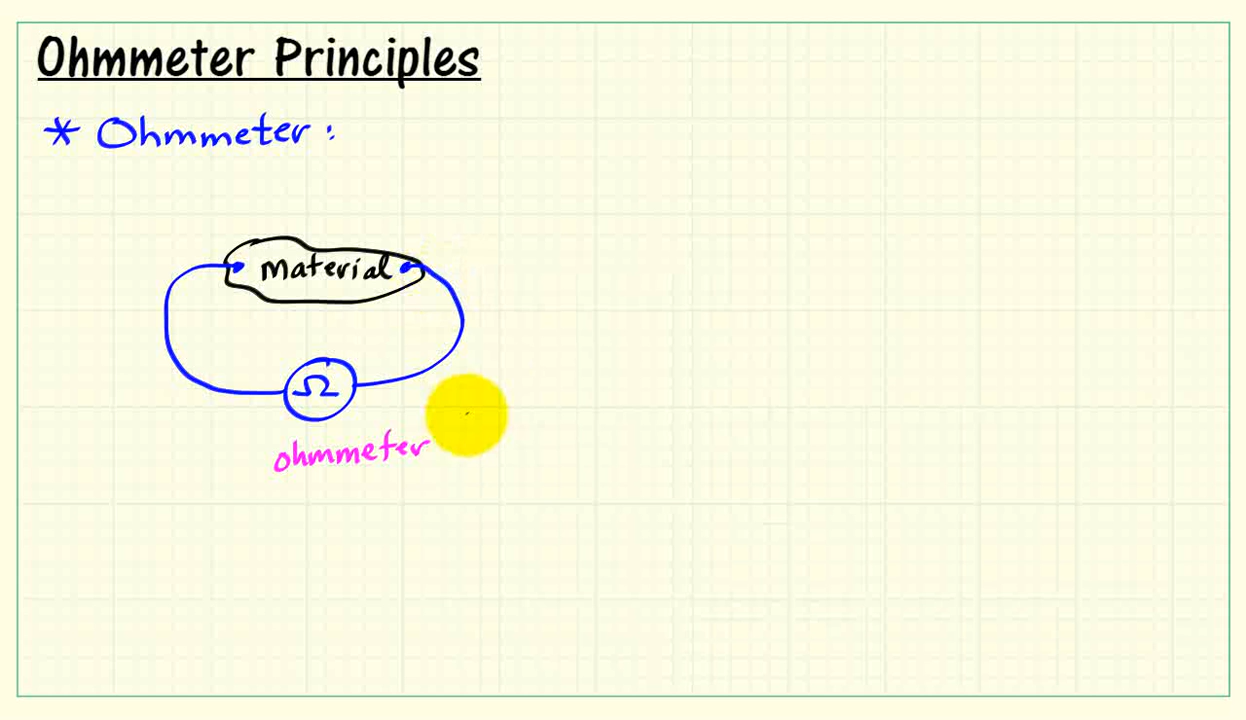 Ohmmeter Principles
* Ohmmeter:
Material
Ω
ohmmeter